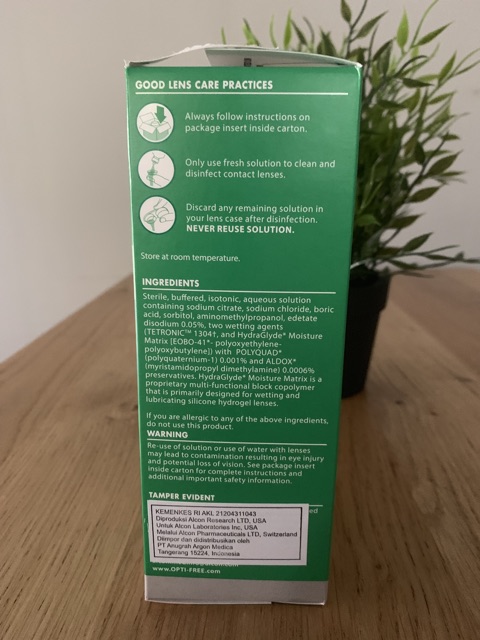 GOOD LENS CARE PRACTICES
Always follow instructions on
package insert inside carton.
Only use fresh solution to clean and
disinfect contact lenses.
Discard any remaining solution in
your lens case after disinfection.
NEVER REUSE SOLUTION.
Store at room temperature.
INGREDIENTS
Sterile, buffered, isotonic, aqueous solution
containing sodium citrate, sodium chloride, boric
acid, sorbitol, aminomethylpropanol, edetate
disodium 0.05%, two wetting agents
(TETRONIC™ 1304†, and HydraGlyde* Moisture
Matrix [EOBO-41*- polyoxyethylene-
polyoxybutylene]) with POLYQUAD*
(polyquaternium-1) 0.001% and ALDOX*
(myristamidopropyl dimethylamine) 0.0006%
preservatives. HydraGlyde* Moisture Matrix is a
proprietary multi-functional block copolymer
that is primarily designed for wetting and
lubricating silicone hydrogel lenses.
If you are allergic to any of the above ingredients,
do not use this product.
WARNING
Re-use of solution or use of water with lenses
may lead to contamination resulting in eye injury
and potential loss of vision. See package insert
inside carton for complete instructions and
additional important safety information.
TAMPER EVIDENT
KEMENKES RI AKL 21204311043
Diproduksi Alcon Research LTD, USA
Untuk Alcon Laboratories Inc, USA
Melalui Alcon Pharmaceuticals LTD, Switzerland
Diimpor dan didistribusikan oleh
PT Anugrah Argon Medica
Tangerang 15224, Indonesia
www.OPTI-FREE.com